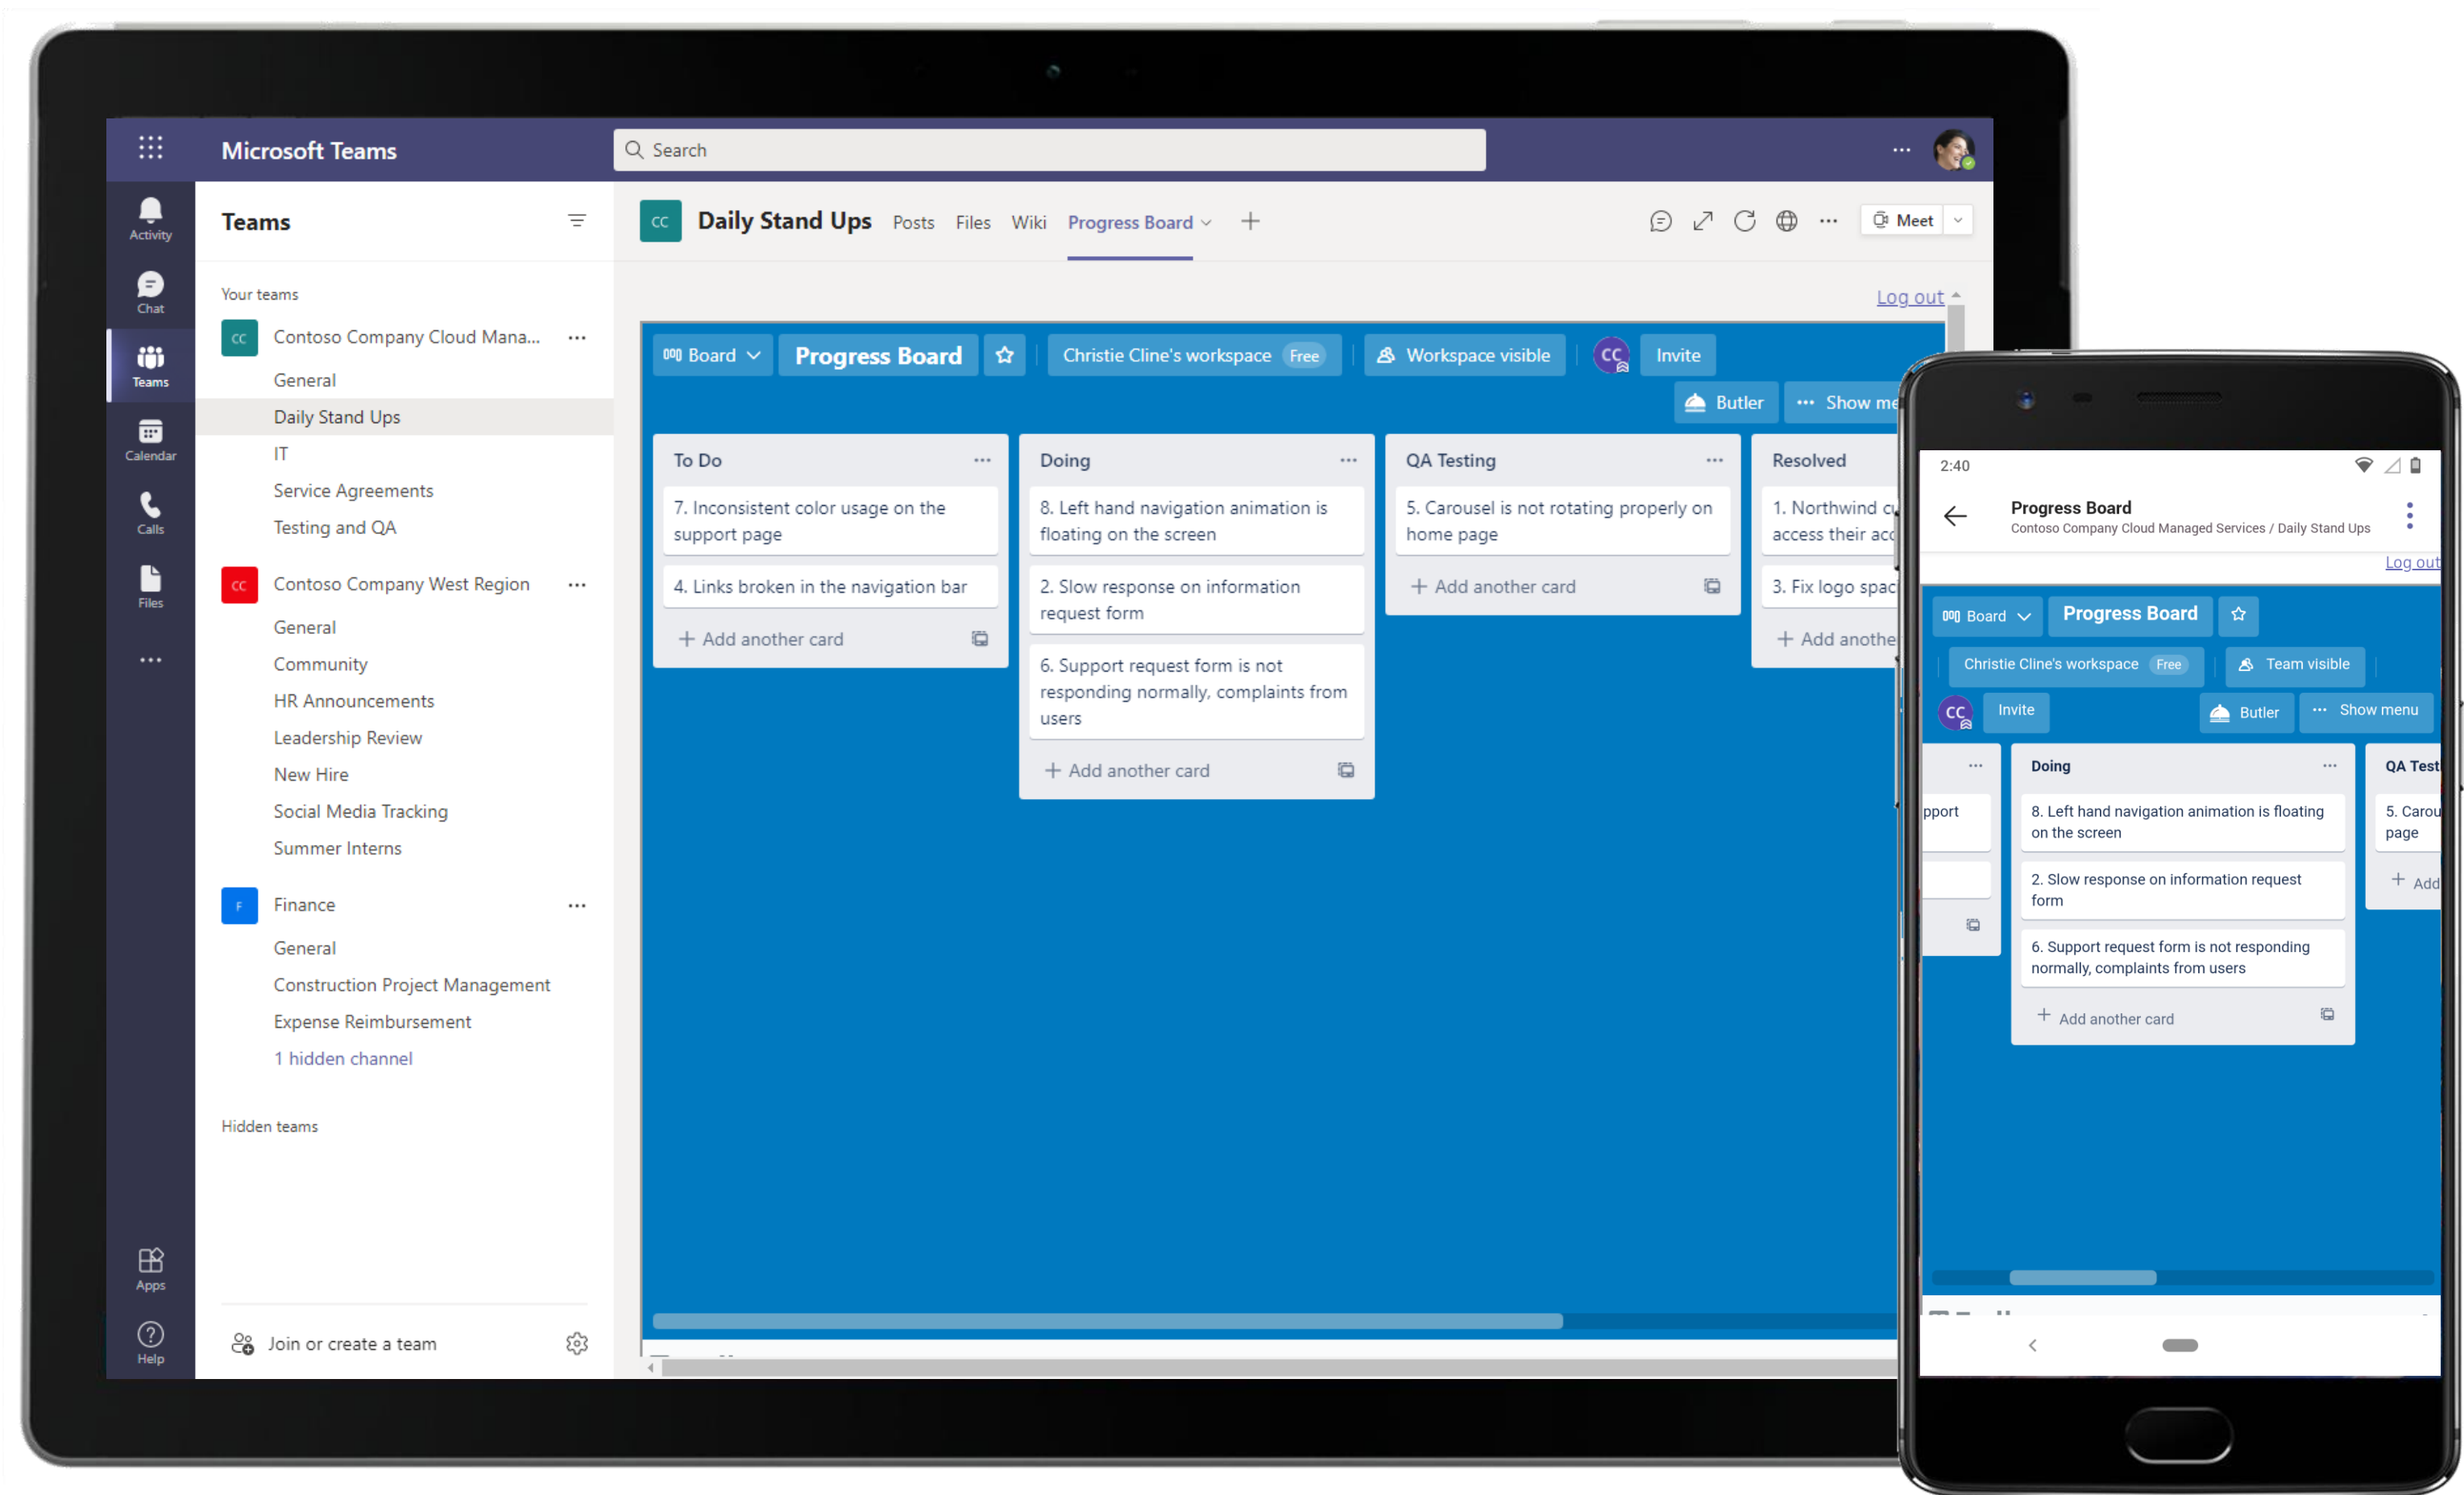 Microsoft Teams
Search
Activity
Chat
Teams
Calendar
Calls
Files
Apps
Help
Teams
Your teams
CC Contoso Company Cloud Mana...
General
Daily Stand Ups
IT
Service Agreements
Testing and QA
CC Contoso Company West Region
General
Community
HR Announcements
Leadership Review
New Hire
Social Media Tracking
Summer Interns
F Finance
General
Construction Project Management
Expense Reimbursement
1 hidden channel
Hidden teams
Join or create a team
CC Daily Stand Ups Posts Files Wiki Progress Board
Meet
Log out
Board Progress Board Christie Cline's workspace Free Workspace visible CC Invite
Butler ... Show me
To Do
7. Inconsistent color usage on the
support page
4. Links broken in the navigation bar
+ Add another card
Doing
8. Left hand navigation animation is
floating on the screen
2. Slow response on information
request form
6. Support request form is not
responding normally, complaints from
users
+ Add another card
QA Testing
5. Carousel is not rotating properly on
home page
+ Add another card
Resolved
1. Northwind cu
access their acc
3. Fix logo spaci
+ Add anothe
2:40
Progress Board
Contoso Company Cloud Managed Services / Daily Stand Ups
Log out
Board Progress Board
Christie Cline's workspace Free Team visible
CC Invite Butler ... Show menu
pport
Doing
8. Left hand navigation animation is floating
on the screen
2. Slow response on information request
form
6. Support request form is not responding
normally, complaints from users
+ Add another card
QA Test
5. Carou
page
+ Add